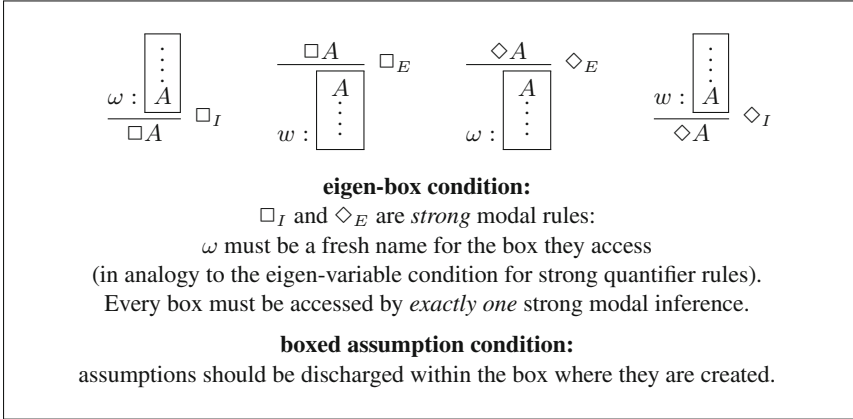 □A □_E ◇A ◇_E
ω : A □_I A A w : A ◇_I
□A w : ω : ◇A
eigen-box condition:
□_I and ◇_E are strong modal rules:
ω must be a fresh name for the box they access
(in analogy to the eigen-variable condition for strong quantifier rules).
Every box must be accessed by exactly one strong modal inference.
boxed assumption condition:
assumptions should be discharged within the box where they are created.